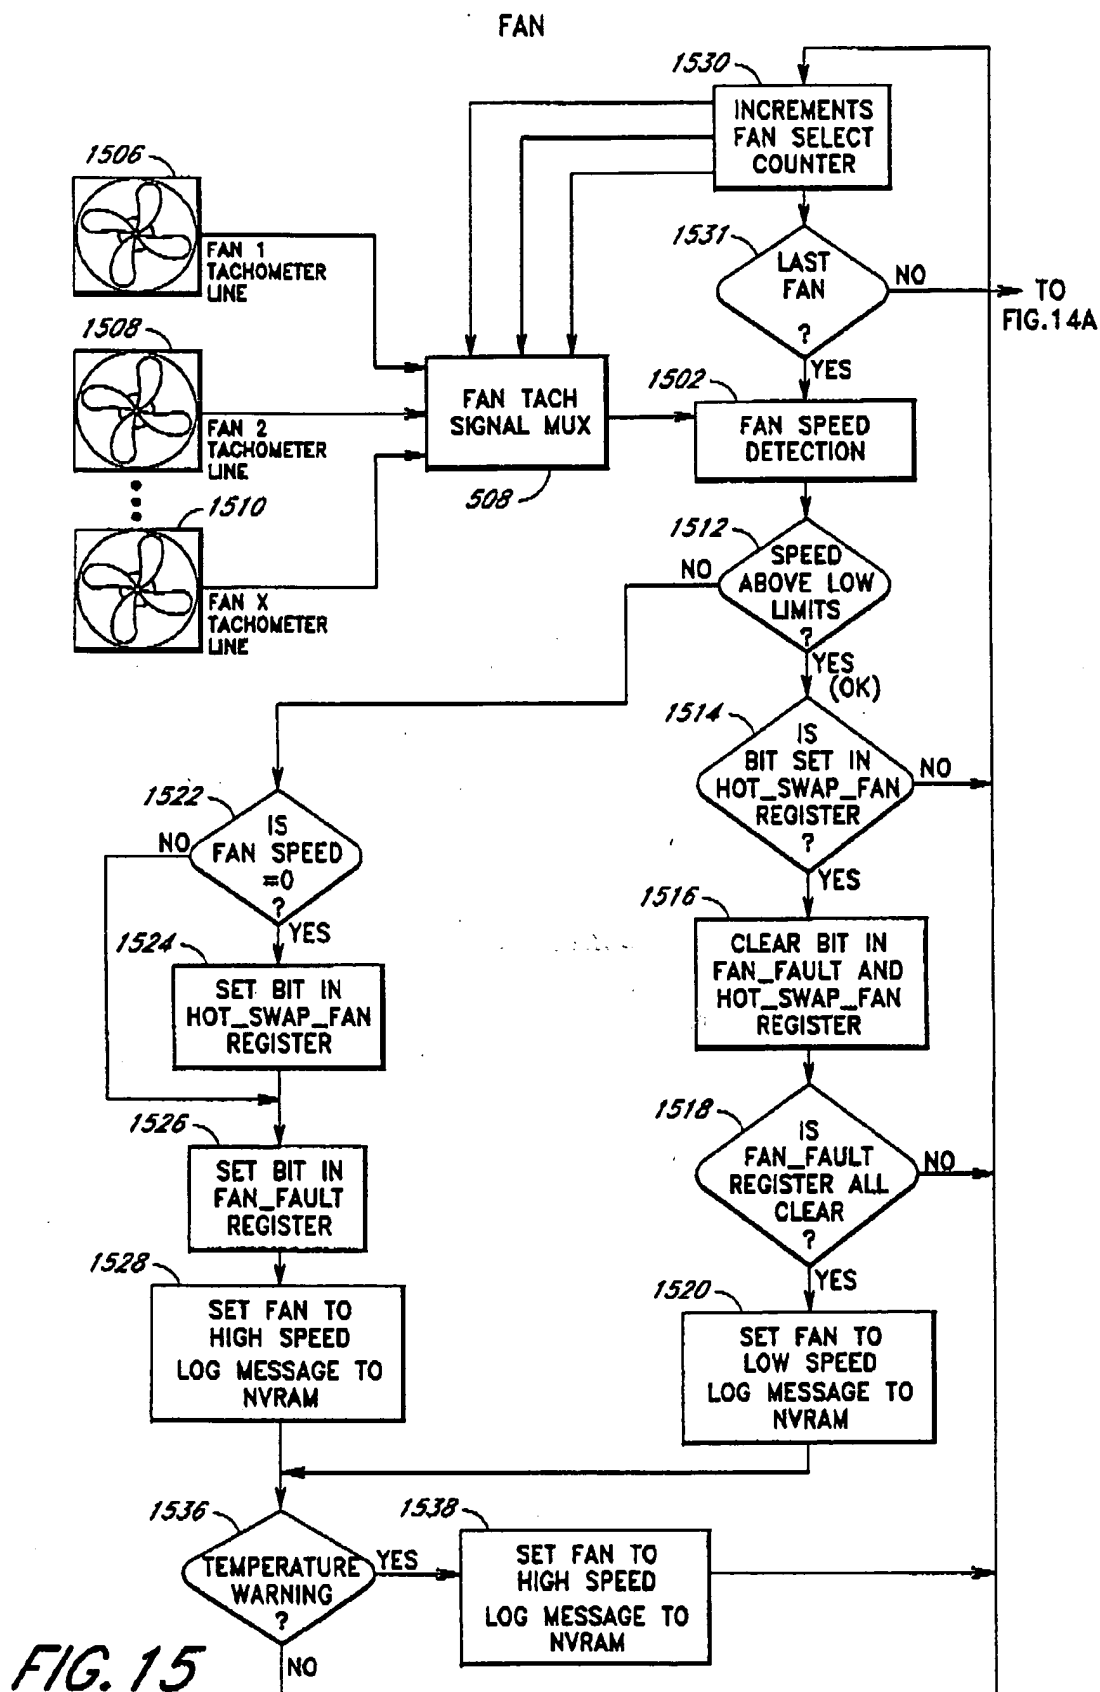 FAN
1530
INCREMENTS
FAN SELECT
COUNTER
1506
FAN 1
TACHOMETER
LINE
1531
LAST
FAN
?
NO
TO
FIG.14A
YES
1508
FAN 2
TACHOMETER
LINE
FAN TACH
SIGNAL MUX
508
1502
FAN SPEED
DETECTION
1510
FAN X
TACHOMETER
LINE
1512
SPEED
ABOVE LOW
LIMITS
?
NO
YES
(OK)
1514
IS
BIT SET IN
HOT_SWAP_FAN
REGISTER
?
NO
YES
1522
IS
FAN SPEED
=0
?
NO
YES
1516
CLEAR BIT IN
FAN_FAULT AND
HOT_SWAP_FAN
REGISTER
1524
SET BIT IN
HOT_SWAP_FAN
REGISTER
1518
IS
FAN_FAULT
REGISTER ALL
CLEAR
?
NO
YES
1526
SET BIT IN
FAN_FAULT
REGISTER
1528
SET FAN TO
HIGH SPEED
LOG MESSAGE TO
NVRAM
1520
SET FAN TO
LOW SPEED
LOG MESSAGE TO
NVRAM
1536
TEMPERATURE
WARNING
?
YES
NO
1538
SET FAN TO
HIGH SPEED
LOG MESSAGE TO
NVRAM
FIG. 15